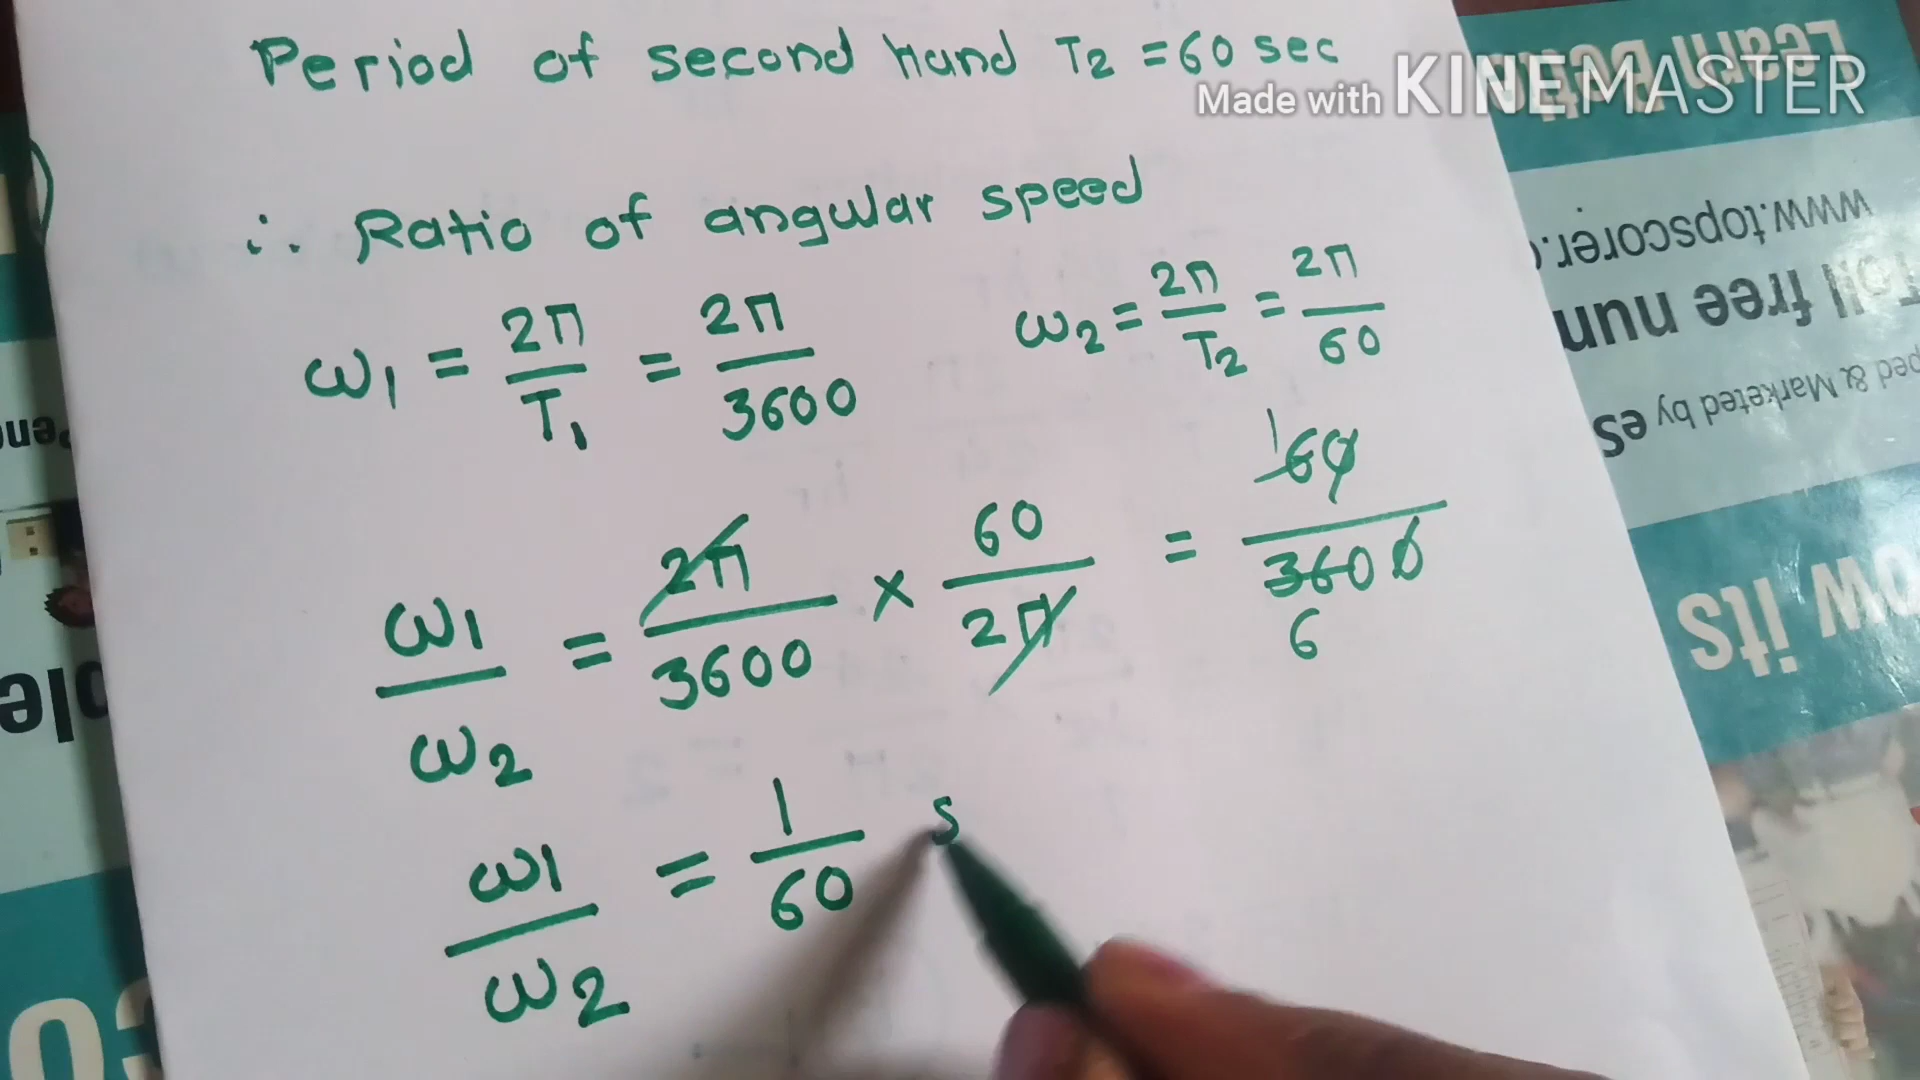 Period of second hand T2 = 60 sec
Made with KINEMASTER
∴ Ratio of angular speed
ω1 = 2π/T1 = 2π/3600
ω2 = 2π/T2 = 2π/60
ω1/ω2 = 2π/3600 × 60/2π = 60/3600
1
6
ω1/ω2 = 1/60 s
www.topscorer.
Toll free num
ped & Marketed by eS
ow its